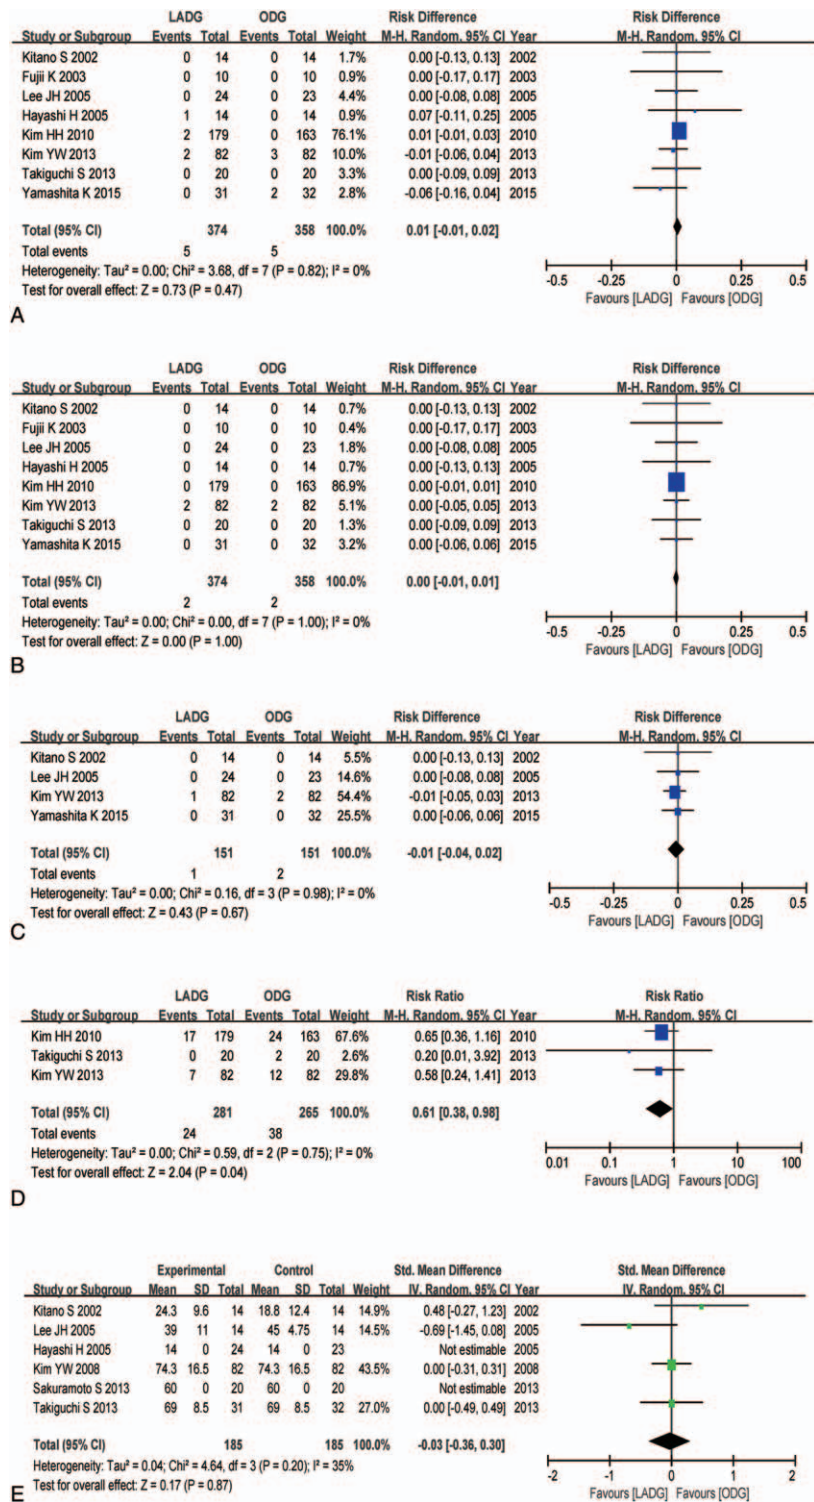 LADG ODG Risk Difference Risk Difference
Study or Subgroup Events Total Events Total Weight M-H. Random. 95% CI Year M-H. Random. 95% CI
Kitano S 2002 0 14 0 14 1.7% 0.00 [-0.13, 0.13] 2002
Fujii K 2003 0 10 0 10 0.9% 0.00 [-0.17, 0.17] 2003
Lee JH 2005 0 24 0 23 4.4% 0.00 [-0.08, 0.08] 2005
Hayashi H 2005 1 14 0 14 0.9% 0.07 [-0.11, 0.25] 2005
Kim HH 2010 2 179 0 163 76.1% 0.01 [-0.01, 0.03] 2010
Kim YW 2013 2 82 3 82 10.0% -0.01 [-0.06, 0.04] 2013
Takiguchi S 2013 0 20 0 20 3.3% 0.00 [-0.09, 0.09] 2013
Yamashita K 2015 0 31 2 32 2.8% -0.06 [-0.16, 0.04] 2015
Total (95% CI) 374 358 100.0% 0.01 [-0.01, 0.02]
Total events 5 5
Heterogeneity: Tau² = 0.00; Chi² = 3.68, df = 7 (P = 0.82); I² = 0%
Test for overall effect: Z = 0.73 (P = 0.47)
-0.5 -0.25 0 0.25 0.5
Favours [LADG] Favours [ODG]
A
LADG ODG Risk Difference Risk Difference
Study or Subgroup Events Total Events Total Weight M-H. Random. 95% CI Year M-H. Random. 95% CI
Kitano S 2002 0 14 0 14 0.7% 0.00 [-0.13, 0.13] 2002
Fujii K 2003 0 10 0 10 0.4% 0.00 [-0.17, 0.17] 2003
Lee JH 2005 0 24 0 23 1.8% 0.00 [-0.08, 0.08] 2005
Hayashi H 2005 0 14 0 14 0.7% 0.00 [-0.13, 0.13] 2005
Kim HH 2010 0 179 0 163 86.9% 0.00 [-0.01, 0.01] 2010
Kim YW 2013 2 82 2 82 5.1% 0.00 [-0.05, 0.05] 2013
Takiguchi S 2013 0 20 0 20 1.3% 0.00 [-0.09, 0.09] 2013
Yamashita K 2015 0 31 0 32 3.2% 0.00 [-0.06, 0.06] 2015
Total (95% CI) 374 358 100.0% 0.00 [-0.01, 0.01]
Total events 2 2
Heterogeneity: Tau² = 0.00; Chi² = 0.00, df = 7 (P = 1.00); I² = 0%
Test for overall effect: Z = 0.00 (P = 1.00)
-0.5 -0.25 0 0.25 0.5
Favours [LADG] Favours [ODG]
B
LADG ODG Risk Difference Risk Difference
Study or Subgroup Events Total Events Total Weight M-H. Random. 95% CI Year M-H. Random. 95% CI
Kitano S 2002 0 14 0 14 5.5% 0.00 [-0.13, 0.13] 2002
Lee JH 2005 0 24 0 23 14.6% 0.00 [-0.08, 0.08] 2005
Kim YW 2013 1 82 2 82 54.4% -0.01 [-0.05, 0.03] 2013
Yamashita K 2015 0 31 0 32 25.5% 0.00 [-0.06, 0.06] 2015
Total (95% CI) 151 151 100.0% -0.01 [-0.04, 0.02]
Total events 1 2
Heterogeneity: Tau² = 0.00; Chi² = 0.16, df = 3 (P = 0.98); I² = 0%
Test for overall effect: Z = 0.43 (P = 0.67)
-0.5 -0.25 0 0.25 0.5
Favours [LADG] Favours [ODG]
C
LADG ODG Risk Ratio Risk Ratio
Study or Subgroup Events Total Events Total Weight M-H. Random. 95% CI Year M-H. Random. 95% CI
Kim HH 2010 17 179 24 163 67.6% 0.65 [0.36, 1.16] 2010
Takiguchi S 2013 0 20 2 20 2.6% 0.20 [0.01, 3.92] 2013
Kim YW 2013 7 82 12 82 29.8% 0.58 [0.24, 1.41] 2013
Total (95% CI) 281 265 100.0% 0.61 [0.38, 0.98]
Total events 24 38
Heterogeneity: Tau² = 0.00; Chi² = 0.59, df = 2 (P = 0.75); I² = 0%
Test for overall effect: Z = 2.04 (P = 0.04)
0.01 0.1 1 10 100
Favours [LADG] Favours [ODG]
D
Experimental Control Std. Mean Difference Std. Mean Difference
Study or Subgroup Mean SD Total Mean SD Total Weight IV. Random. 95% CI Year IV. Random. 95% CI
Kitano S 2002 24.3 9.6 14 18.8 12.4 14 14.9% 0.48 [-0.27, 1.23] 2002
Lee JH 2005 39 11 14 45 4.75 14 14.5% -0.69 [-1.45, 0.08] 2005
Hayashi H 2005 14 0 24 14 0 23 Not estimable 2005
Kim YW 2008 74.3 16.5 82 74.3 16.5 82 43.5% 0.00 [-0.31, 0.31] 2008
Sakuramoto S 2013 60 0 20 60 0 20 Not estimable 2013
Takiguchi S 2013 69 8.5 31 69 8.5 32 27.0% 0.00 [-0.49, 0.49] 2013
Total (95% CI) 185 185 100.0% -0.03 [-0.36, 0.30]
Heterogeneity: Tau² = 0.04; Chi² = 4.64, df = 3 (P = 0.20); I² = 35%
Test for overall effect: Z = 0.17 (P = 0.87)
-2 -1 0 1 2
Favours [LADG] Favours [ODG]
E